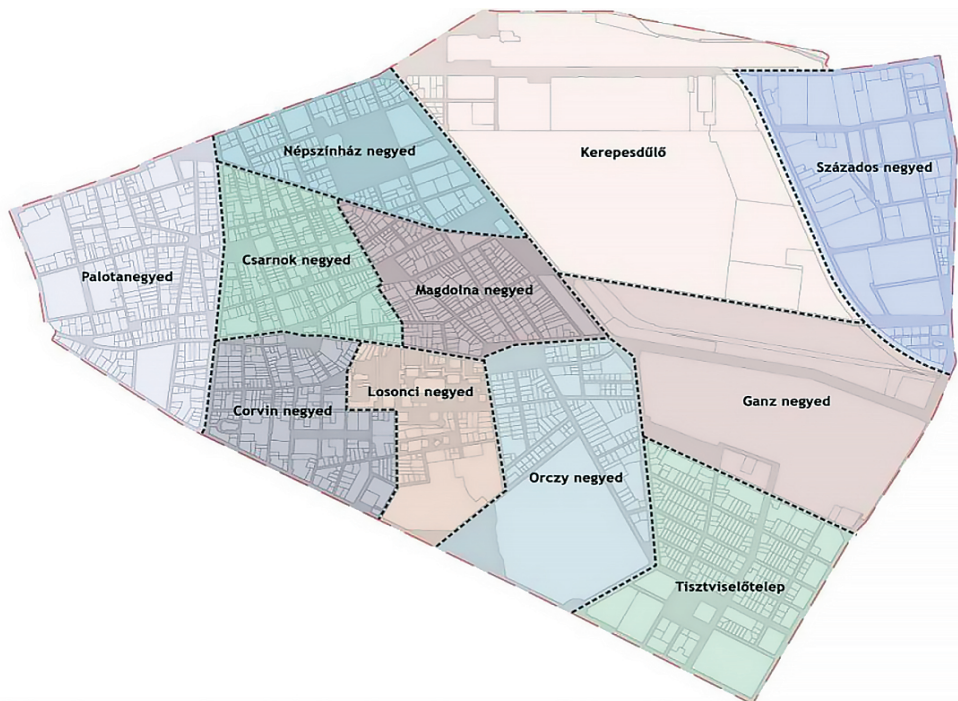 Népszínház negyed
Kerepesdűlő
Százados negyed
Csarnok negyed
Palotanegyed
Magdolna negyed
Losonci negyed
Corvin negyed
Ganz negyed
Orczy negyed
Tisztviselőtelep